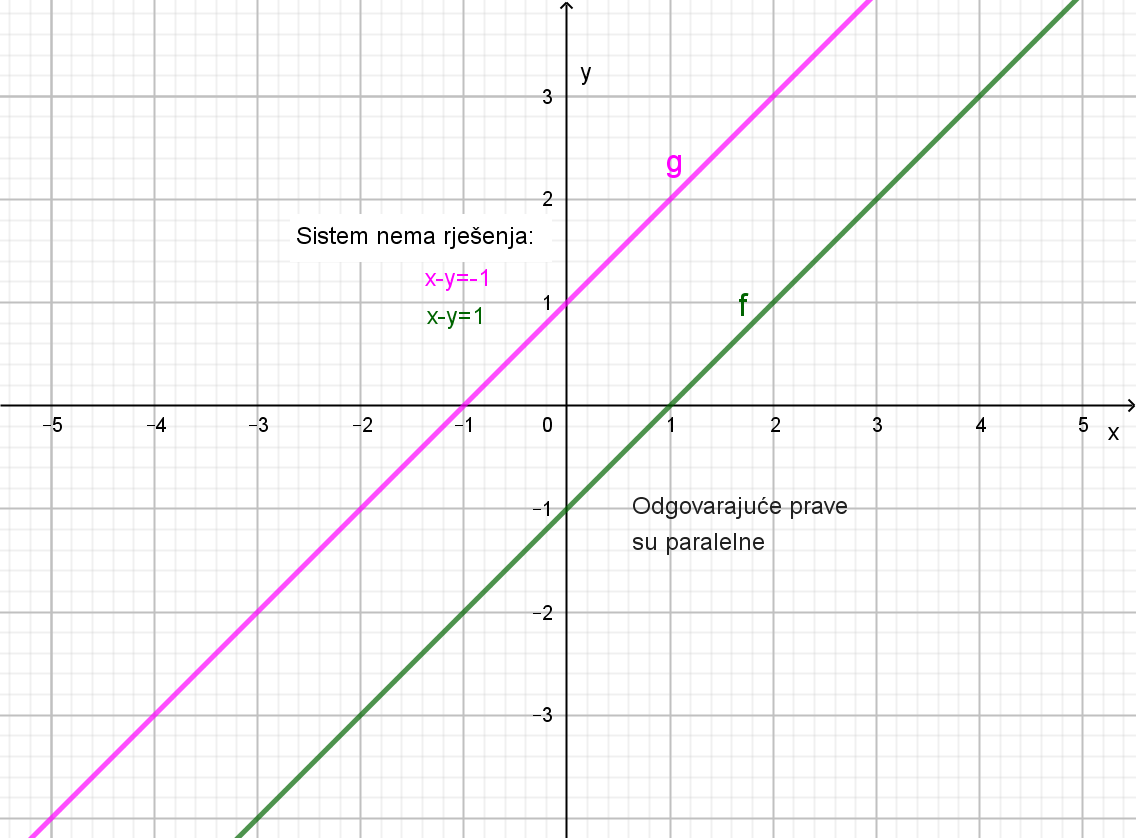 y
3
g
2
Sistem nema rješenja:
x-y=-1
1
f
x-y=1
−5 −4 −3 −2 −1 0 1 2 3 4 5
x
−1
Odgovarajuće prave
su paralelne
−2
−3